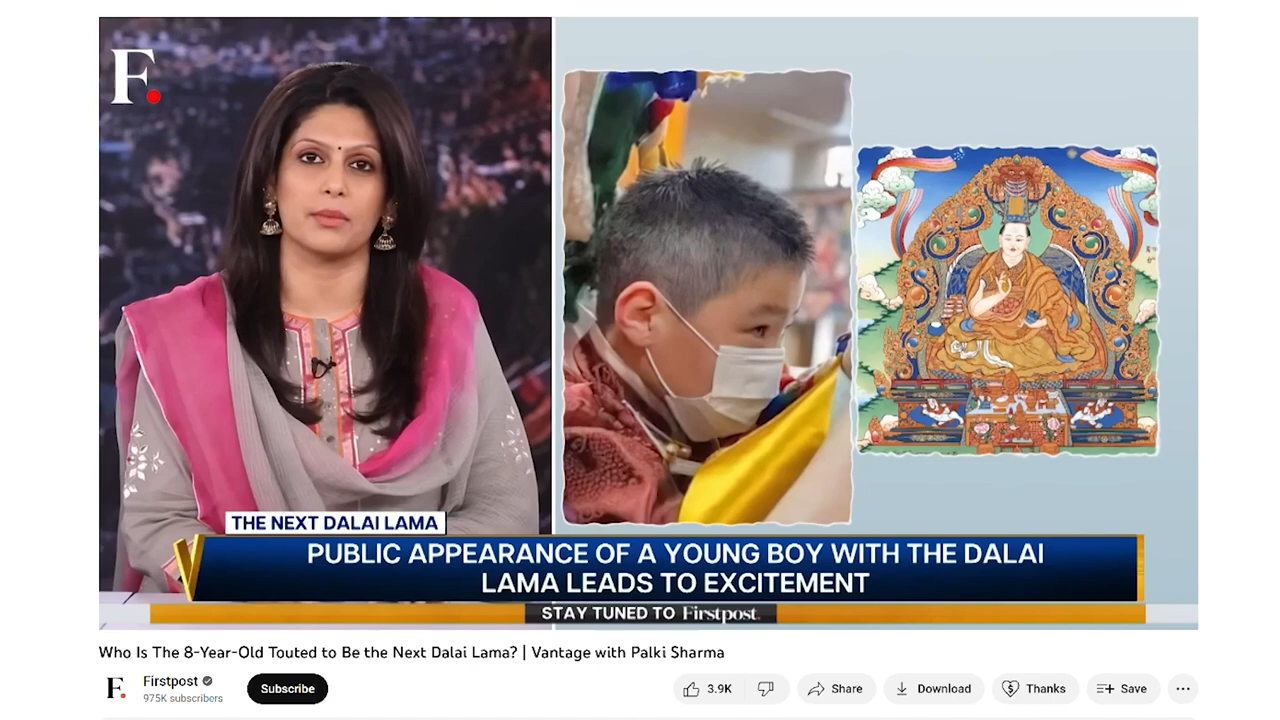 F.
THE NEXT DALAI LAMA
PUBLIC APPEARANCE OF A YOUNG BOY WITH THE DALAI
LAMA LEADS TO EXCITEMENT
STAY TUNED TO Firstpost.
Who Is The 8-Year-Old Touted to Be the Next Dalai Lama? | Vantage with Palki Sharma
F.
Firstpost
975K subscribers
Subscribe
3.9K
Share
Download
Thanks
Save